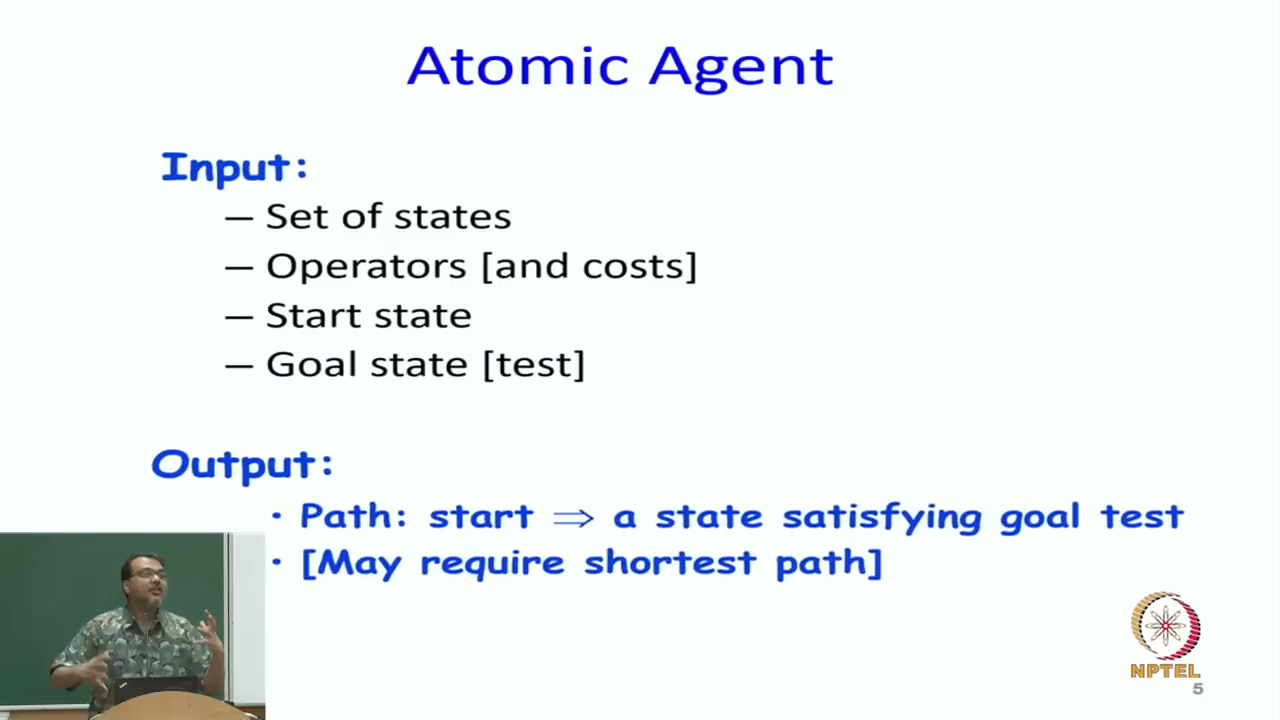 Atomic Agent
Input:
– Set of states
– Operators [and costs]
– Start state
– Goal state [test]
Output:
· Path: start ⇒ a state satisfying goal test
· [May require shortest path]
NPTEL
5